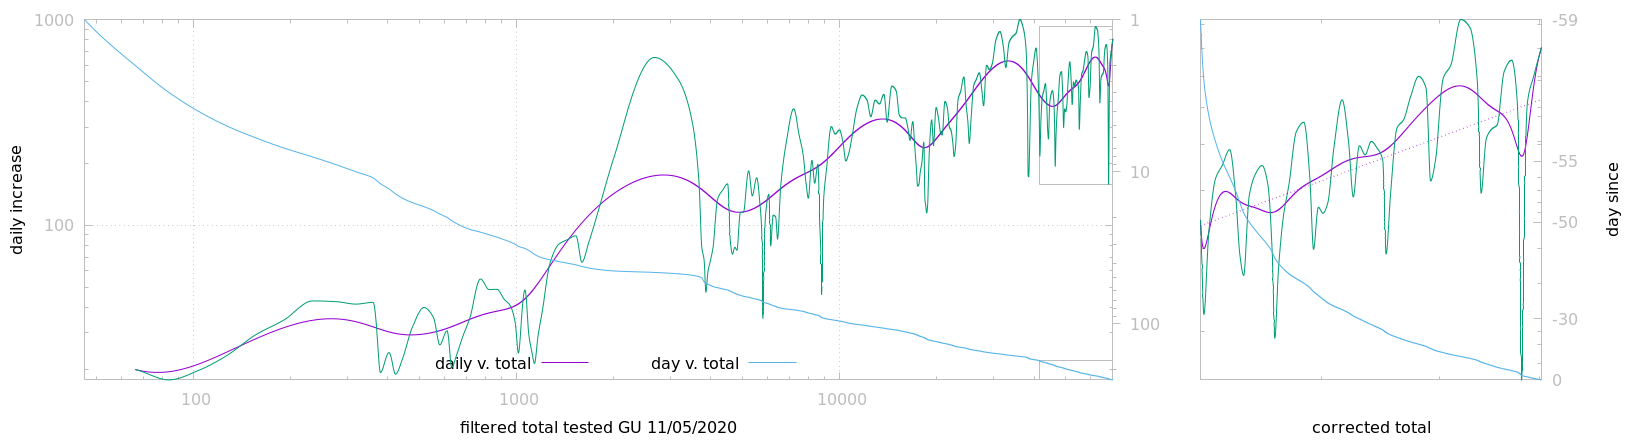 1000
100
daily increase
100
1000
10000
1
10
100
daily v. total
day v. total
filtered total tested GU 11/05/2020
-59
-55
-50
-30
0
day since
corrected total